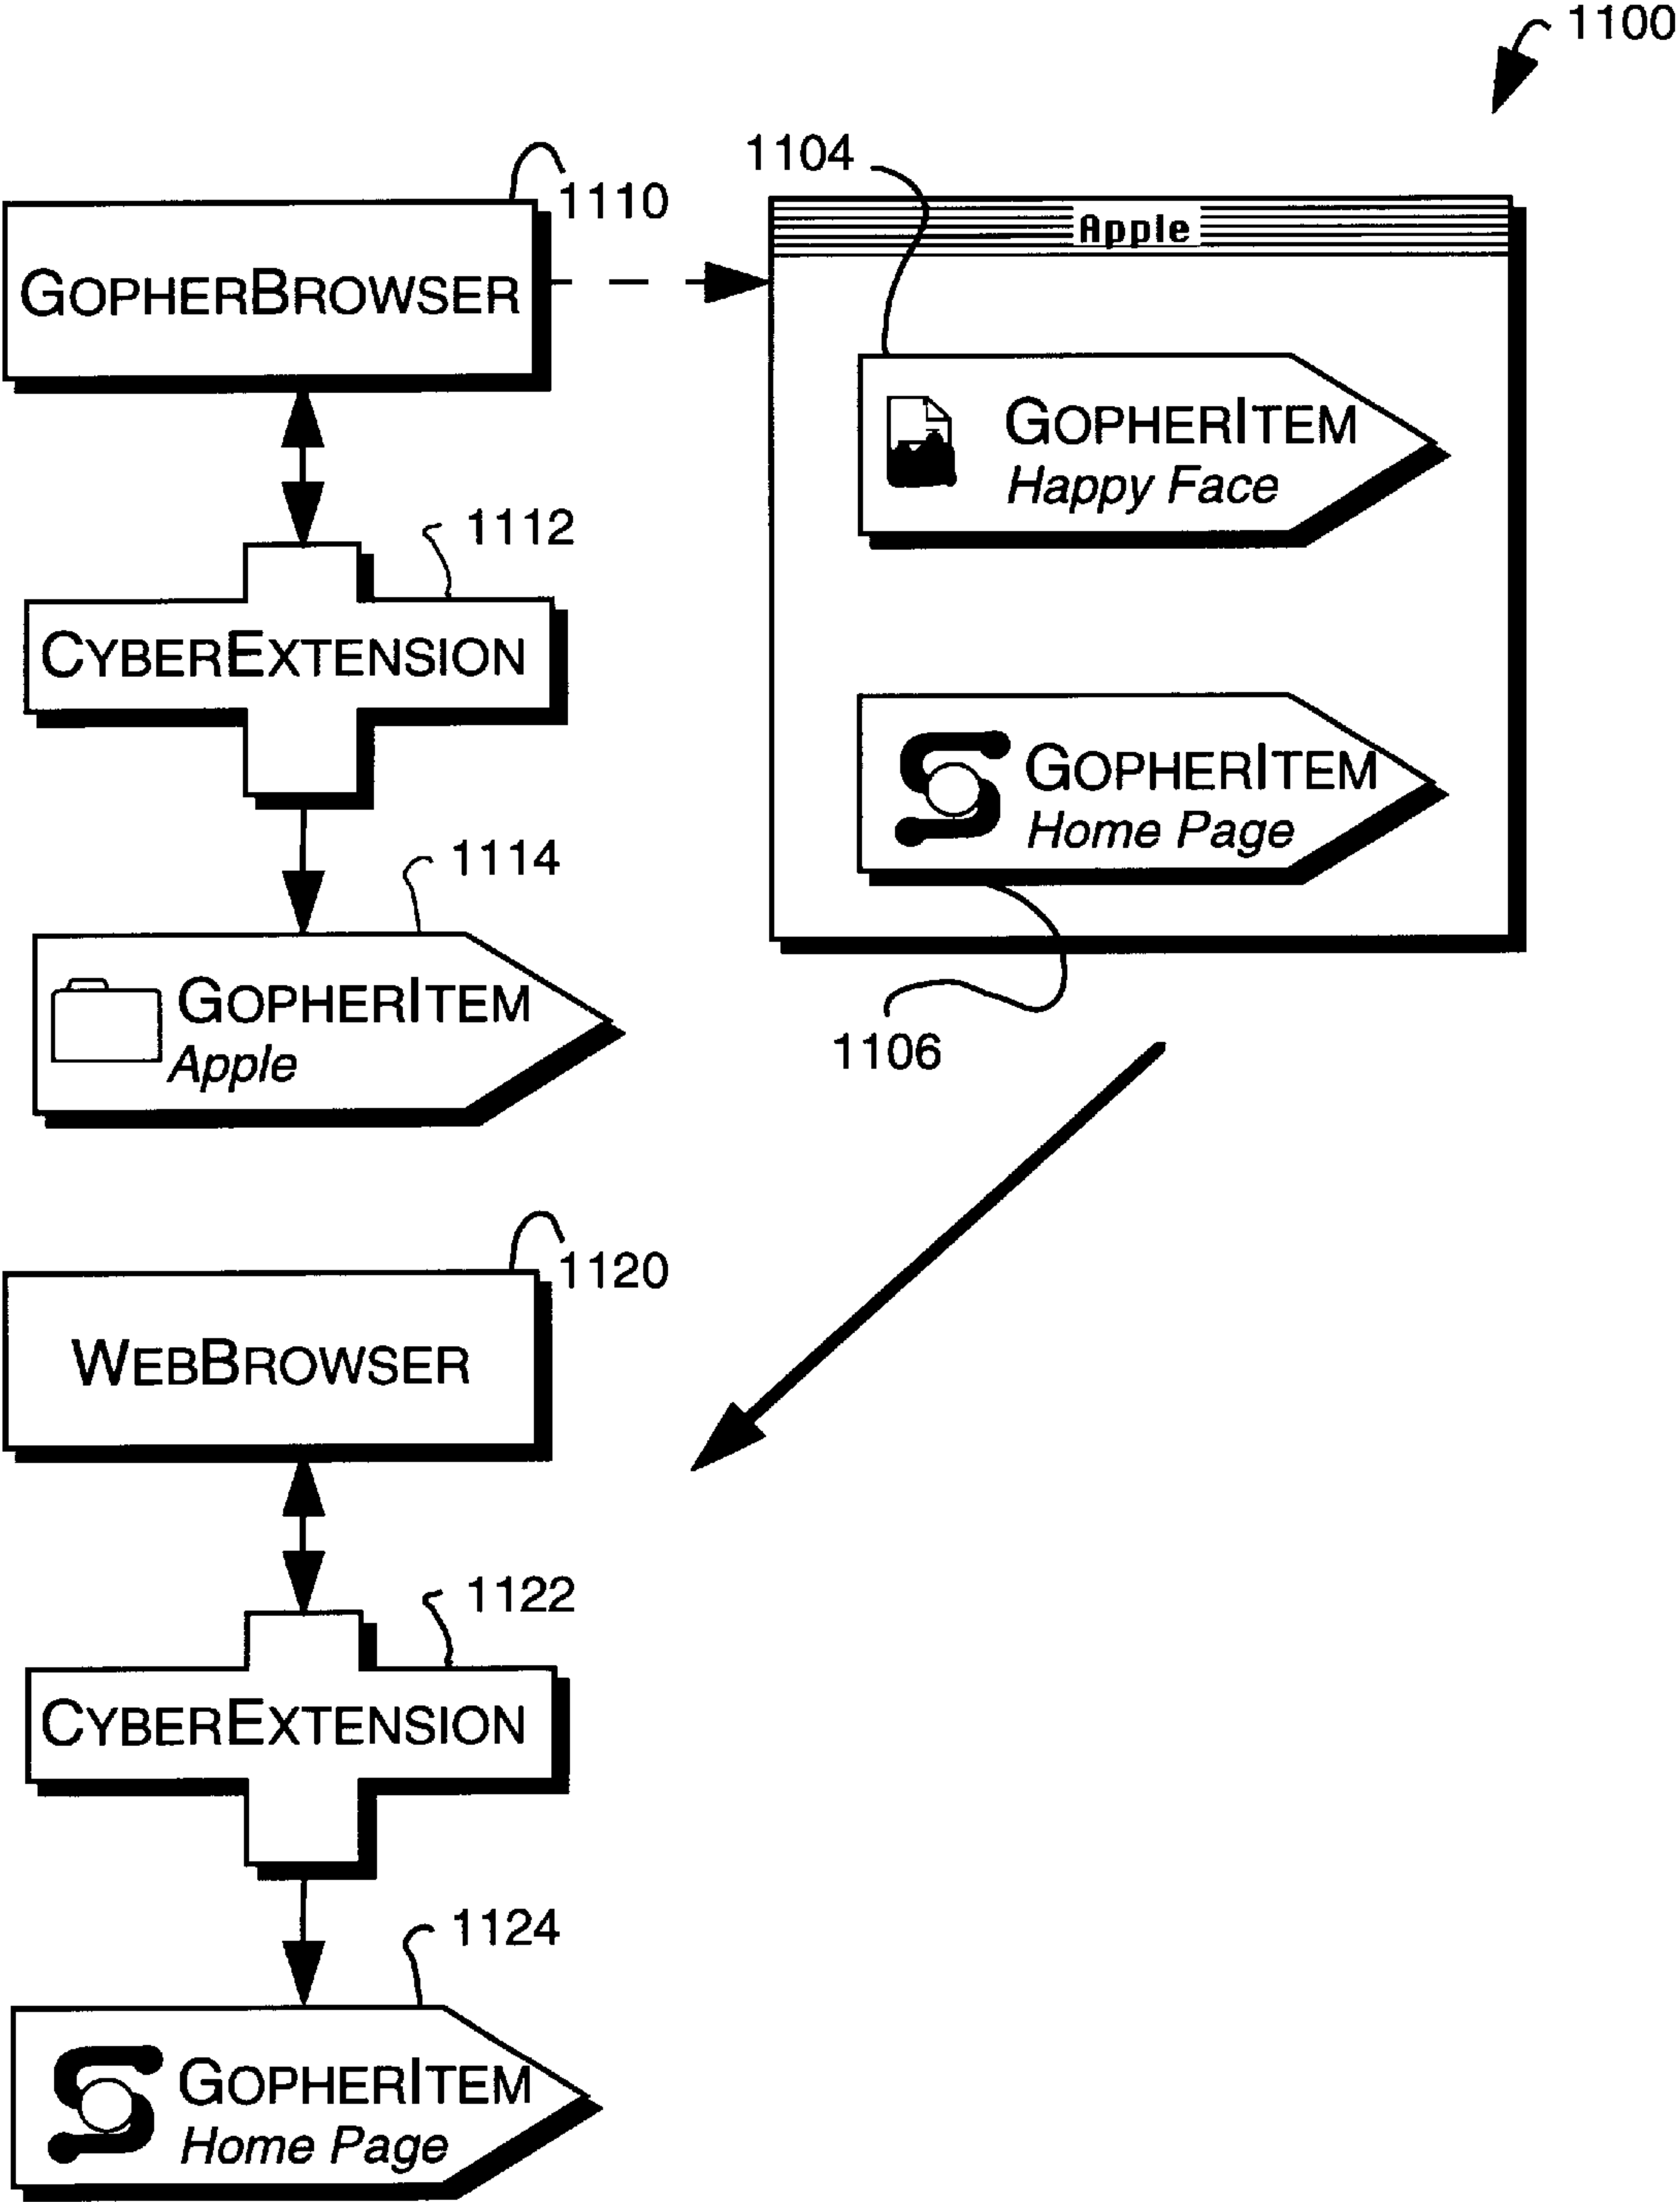 1100
1104
1110
Apple
GOPHERBROWSER
GOPHERITEM
Happy Face
1112
CYBEREXTENSION
GOPHERITEM
Home Page
1114
GOPHERITEM
Apple
1106
1120
WEBBROWSER
1122
CYBEREXTENSION
1124
GOPHERITEM
Home Page